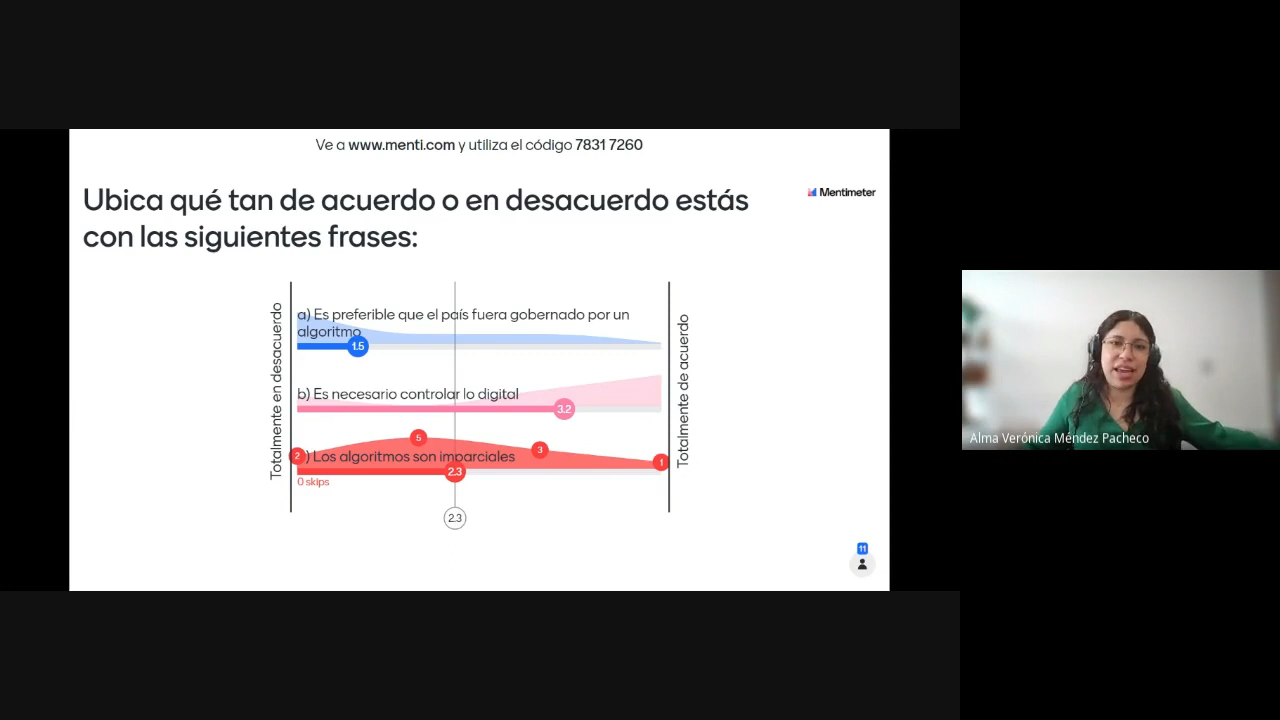 Ve a www.menti.com y utiliza el código 7831 7260
Mentimeter
Ubica qué tan de acuerdo o en desacuerdo estás
con las siguientes frases:
Totalmente en desacuerdo
a) Es preferible que el país fuera gobernado por un
algoritmo
1.5
b) Es necesario controlar lo digital
3.2
5
3
2
) Los algoritmos son imparciales
1
2.3
0 skips
2.3
Totalmente de acuerdo
11
Alma Verónica Méndez Pacheco